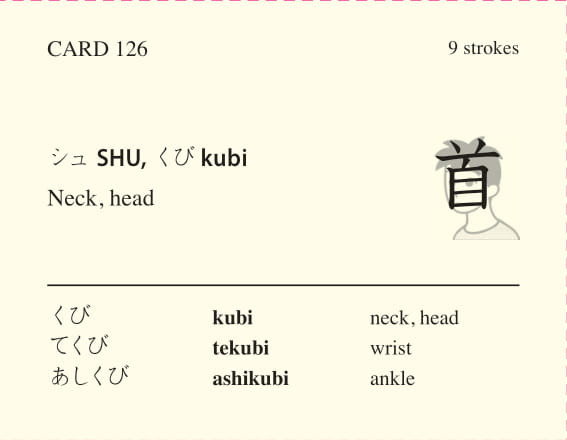 CARD 126 9 strokes
シュ SHU, くび kubi
Neck, head
首
くび kubi neck, head
てくび tekubi wrist
あしくび ashikubi ankle